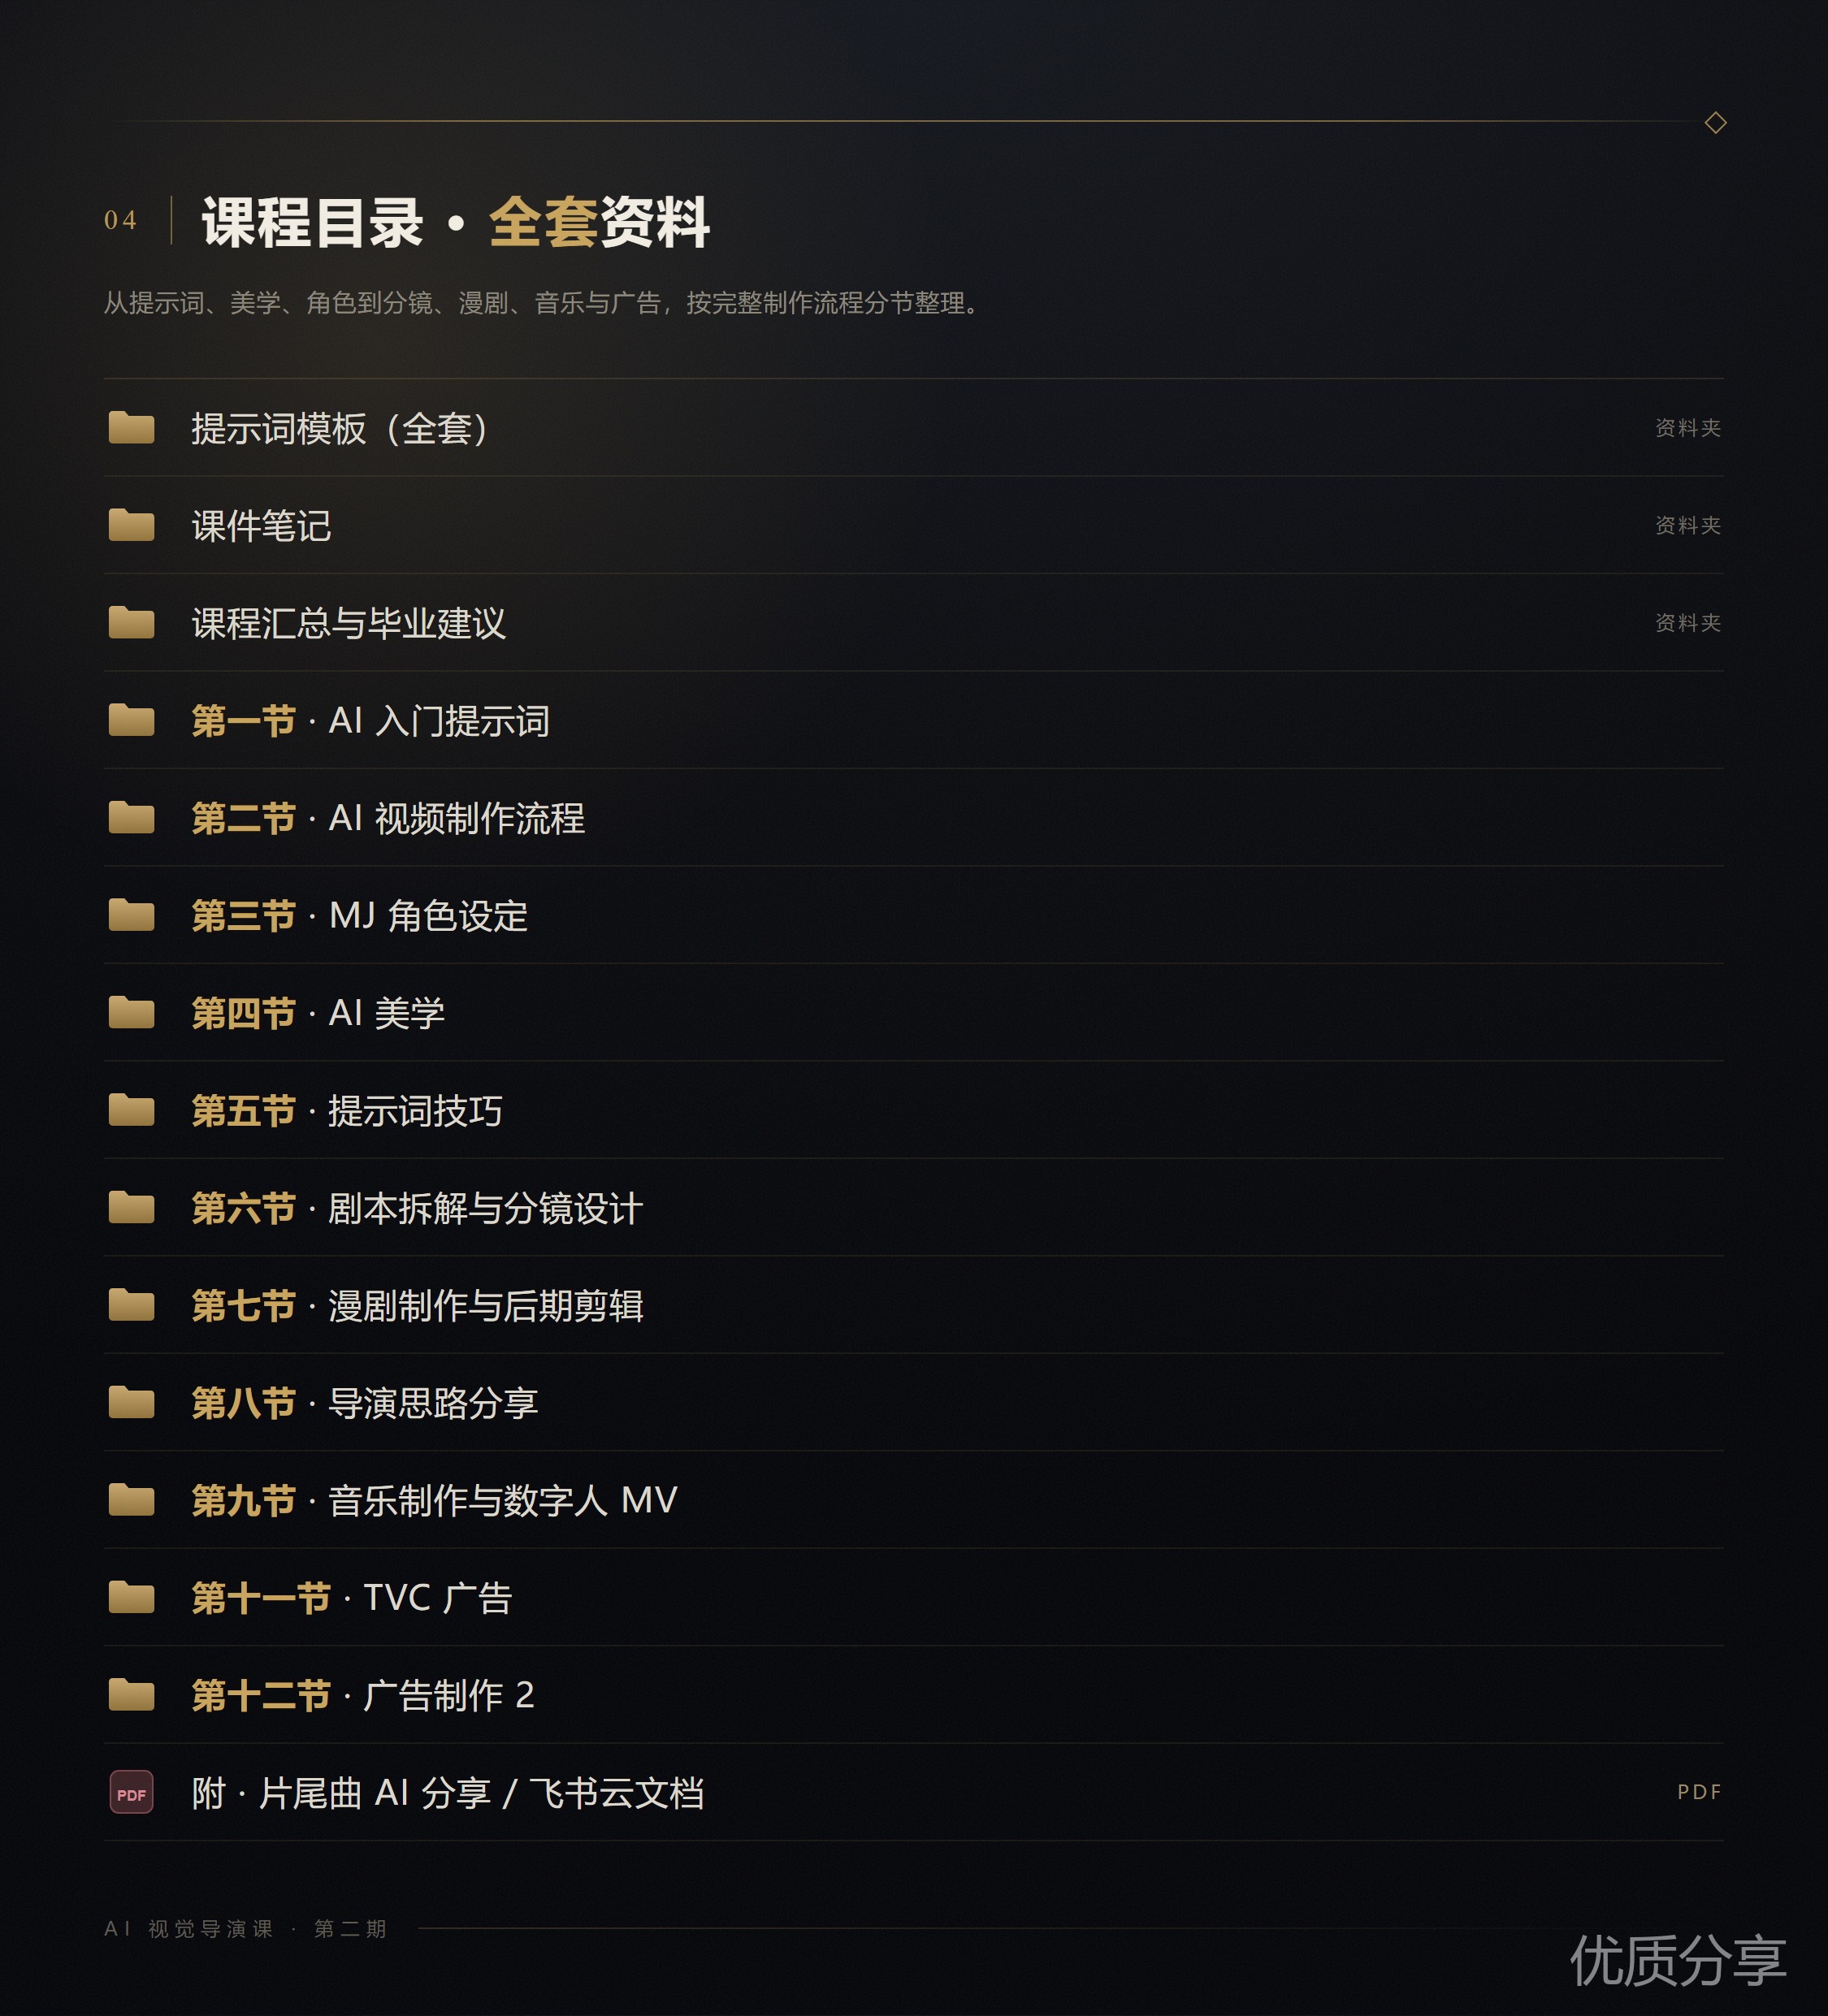 04
课程目录 · 全套资料
从提示词、美学、角色到分镜、漫剧、音乐与广告，按完整制作流程分节整理。
提示词模板（全套） 资料夹
课件笔记 资料夹
课程汇总与毕业建议 资料夹
第一节 · AI 入门提示词
第二节 · AI 视频制作流程
第三节 · MJ 角色设定
第四节 · AI 美学
第五节 · 提示词技巧
第六节 · 剧本拆解与分镜设计
第七节 · 漫剧制作与后期剪辑
第八节 · 导演思路分享
第九节 · 音乐制作与数字人 MV
第十一节 · TVC 广告
第十二节 · 广告制作 2
PDF 附 · 片尾曲 AI 分享 / 飞书云文档 PDF
AI 视觉导演课 · 第二期
优质分享